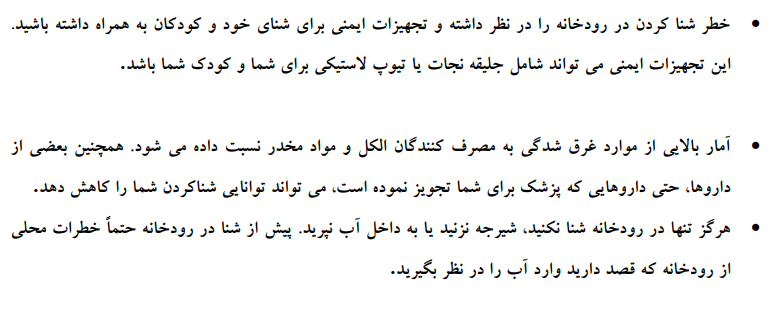 • خطر شنا کردن در رودخانه را در نظر داشته و تجهیزات ایمنی برای شنای خود و کودکان به همراه داشته باشید.
این تجهیزات ایمنی می تواند شامل جلیقه نجات یا تیوپ لاستیکی برای شما و کودک شما باشد.
• آمار بالایی از موارد غرق شدگی به مصرف کنندگان الکل و مواد مخدر نسبت داده می شود. همچنین بعضی از
داروها، حتی داروهایی که پزشک برای شما تجویز نموده است، می تواند توانایی شناکردن شما را کاهش دهد.
• هرگز تنها در رودخانه شنا نکنید، شیرجه نزنید یا به داخل آب نپرید. پیش از شنا در رودخانه حتماً خطرات محلی
از رودخانه که قصد دارید وارد آب را در نظر بگیرید.